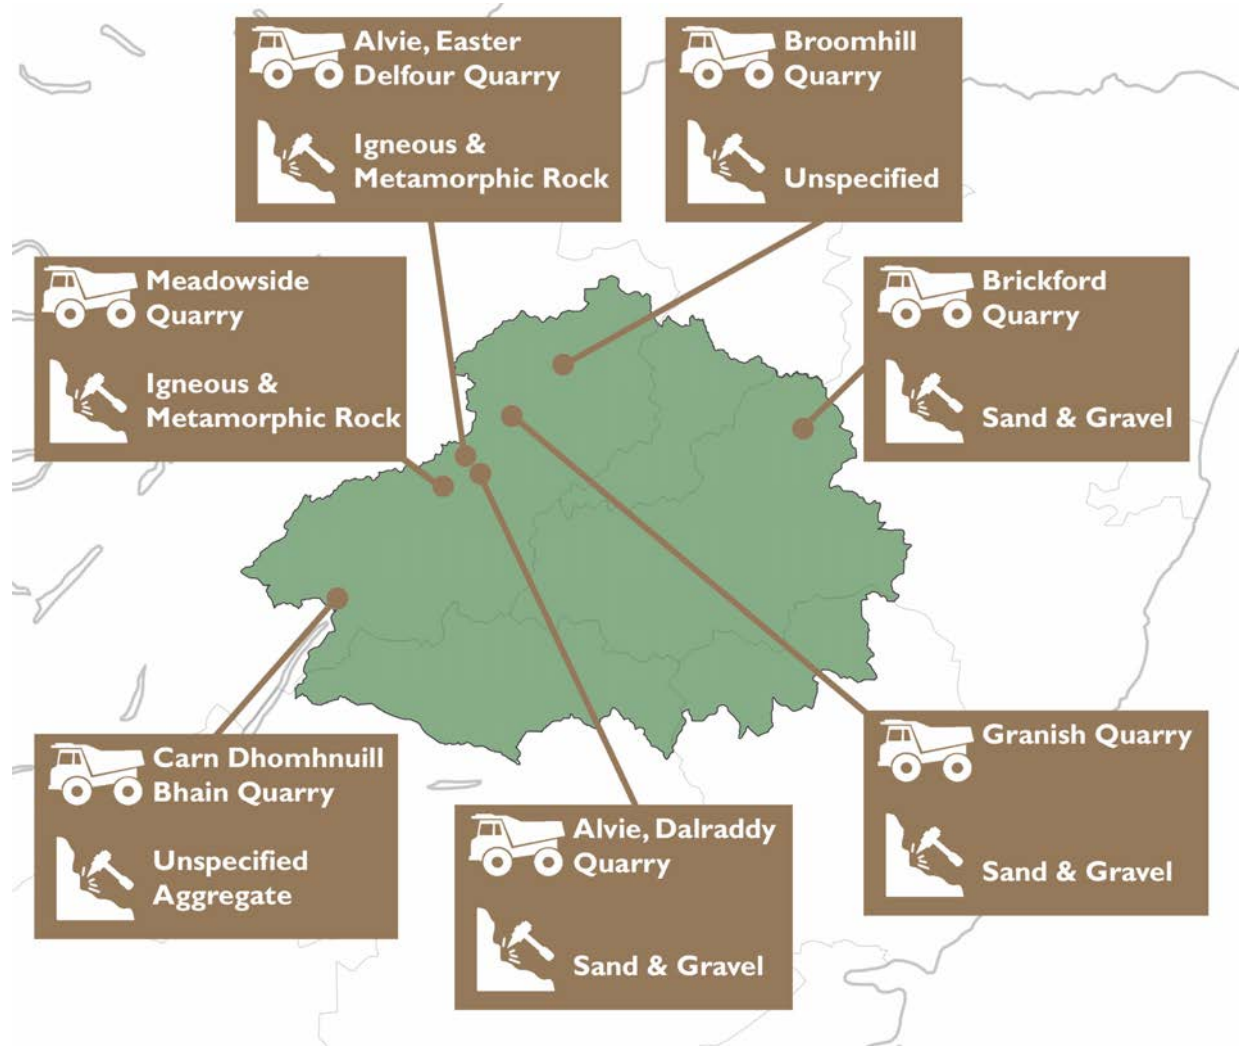 Alvie, Easter
Delfour Quarry
Igneous &
Metamorphic Rock
Broomhill
Quarry
Unspecified
Meadowside
Quarry
Igneous &
Metamorphic Rock
Brickford
Quarry
Sand & Gravel
Carn Dhomhnuill
Bhain Quarry
Unspecified
Aggregate
Alvie, Dalraddy
Quarry
Sand & Gravel
Granish Quarry
Sand & Gravel